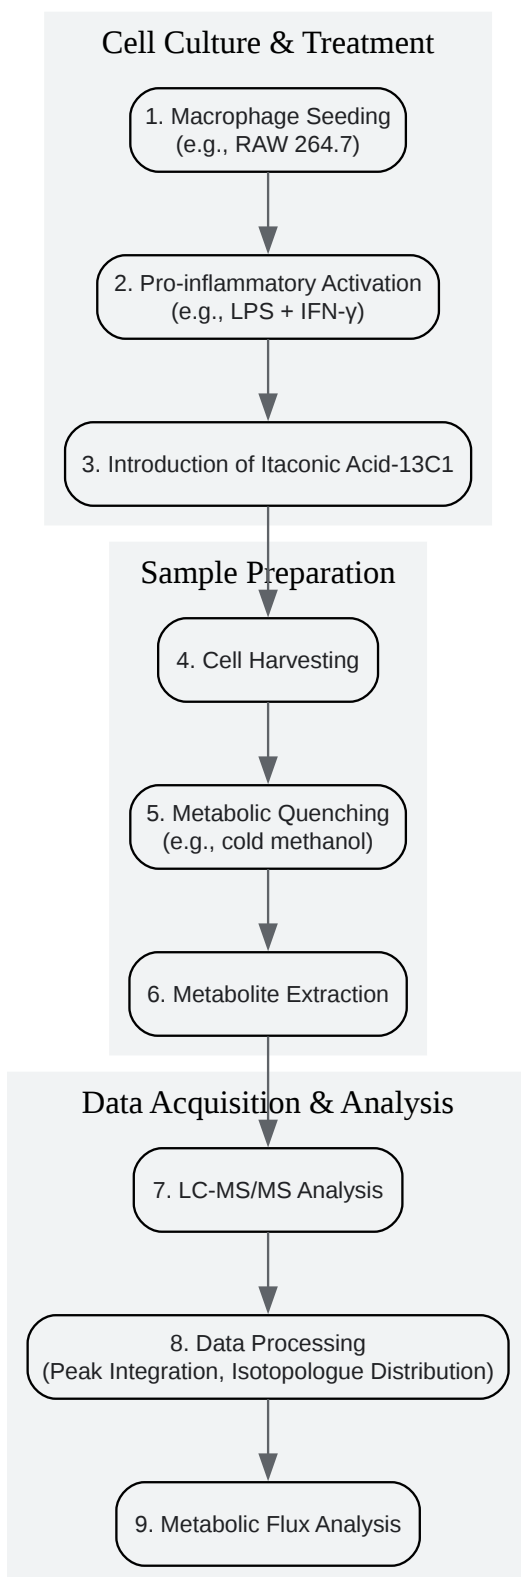 Cell Culture & Treatment
1. Macrophage Seeding
(e.g., RAW 264.7)
2. Pro-inflammatory Activation
(e.g., LPS + IFN-γ)
3. Introduction of Itaconic Acid-13C1
Sample Preparation
4. Cell Harvesting
5. Metabolic Quenching
(e.g., cold methanol)
6. Metabolite Extraction
Data Acquisition & Analysis
7. LC-MS/MS Analysis
8. Data Processing
(Peak Integration, Isotopologue Distribution)
9. Metabolic Flux Analysis